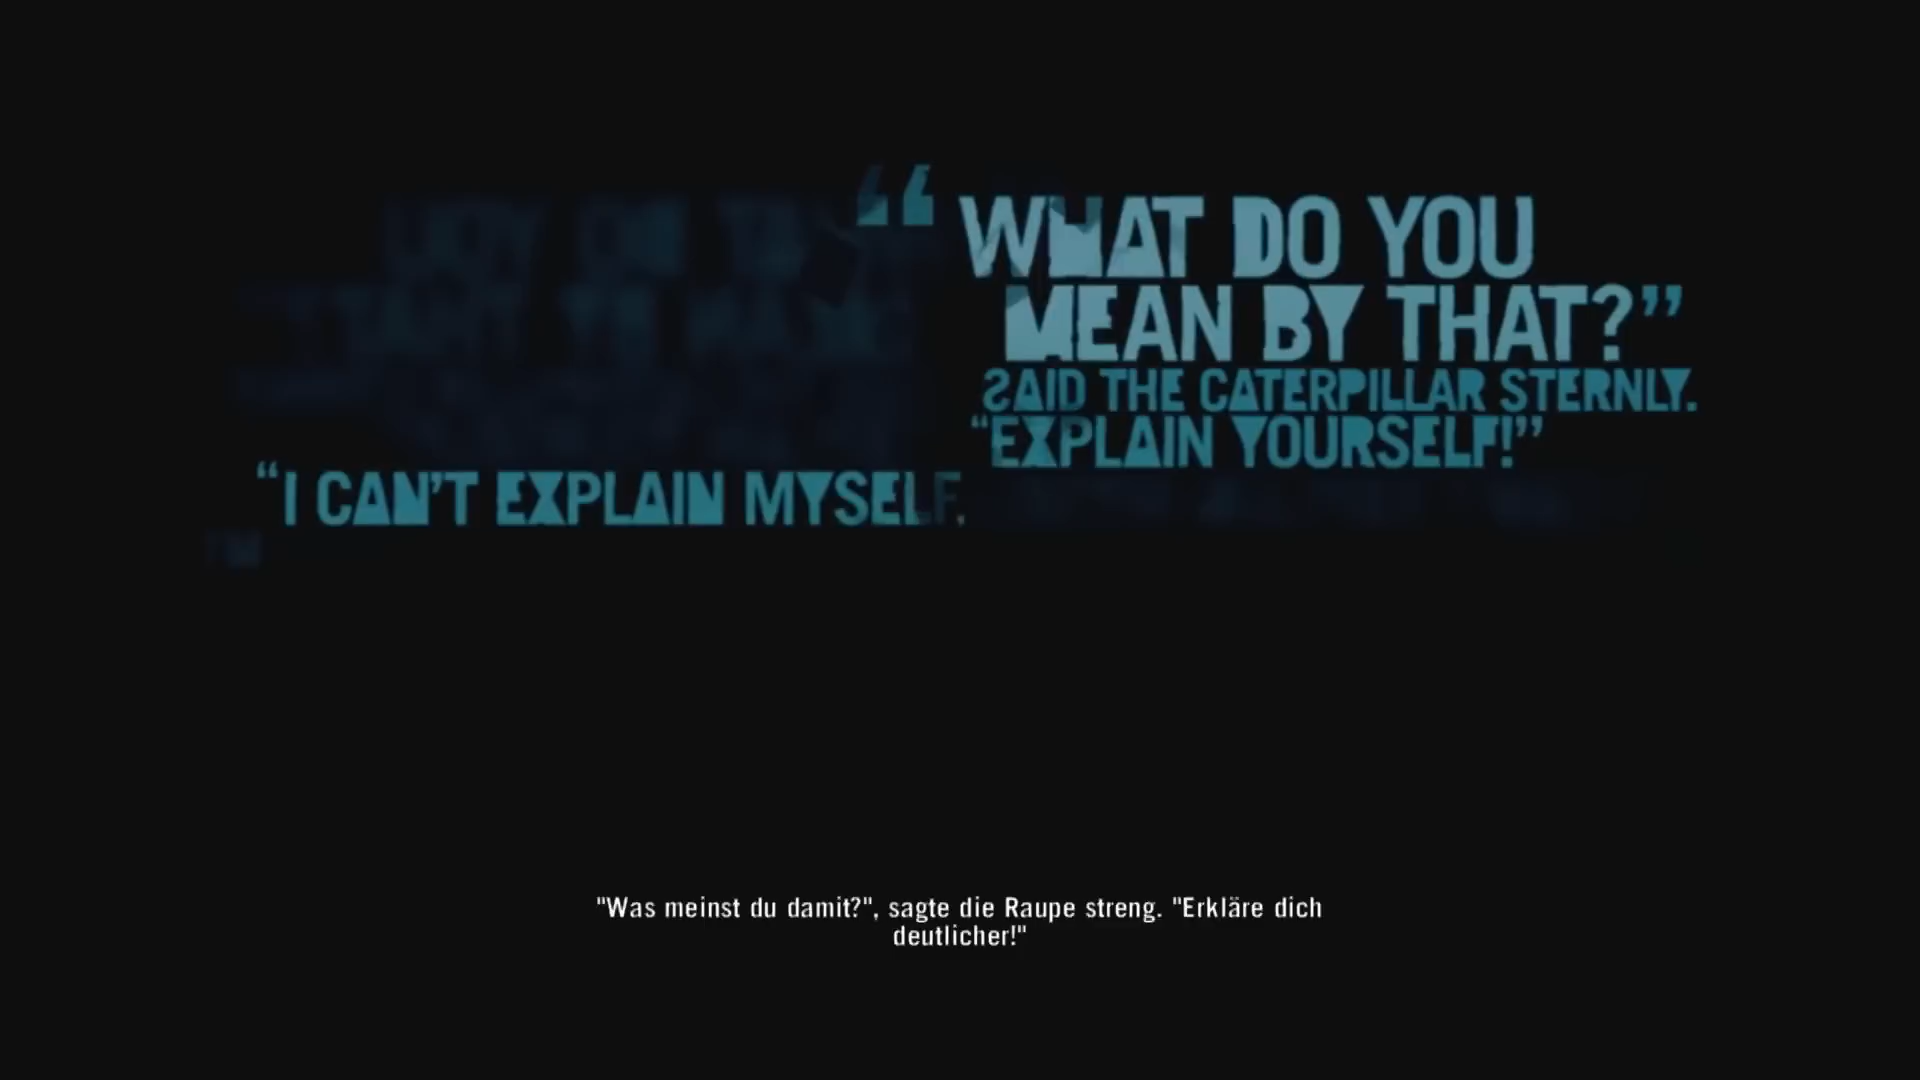 “WHAT DO YOU
MEAN BY THAT?”
SAID THE CATERPILLAR STERNLY.
“EXPLAIN YOURSELF!”
“I CAN’T EXPLAIN MYSELF,
"Was meinst du damit?", sagte die Raupe streng. "Erkläre dich
deutlicher!"